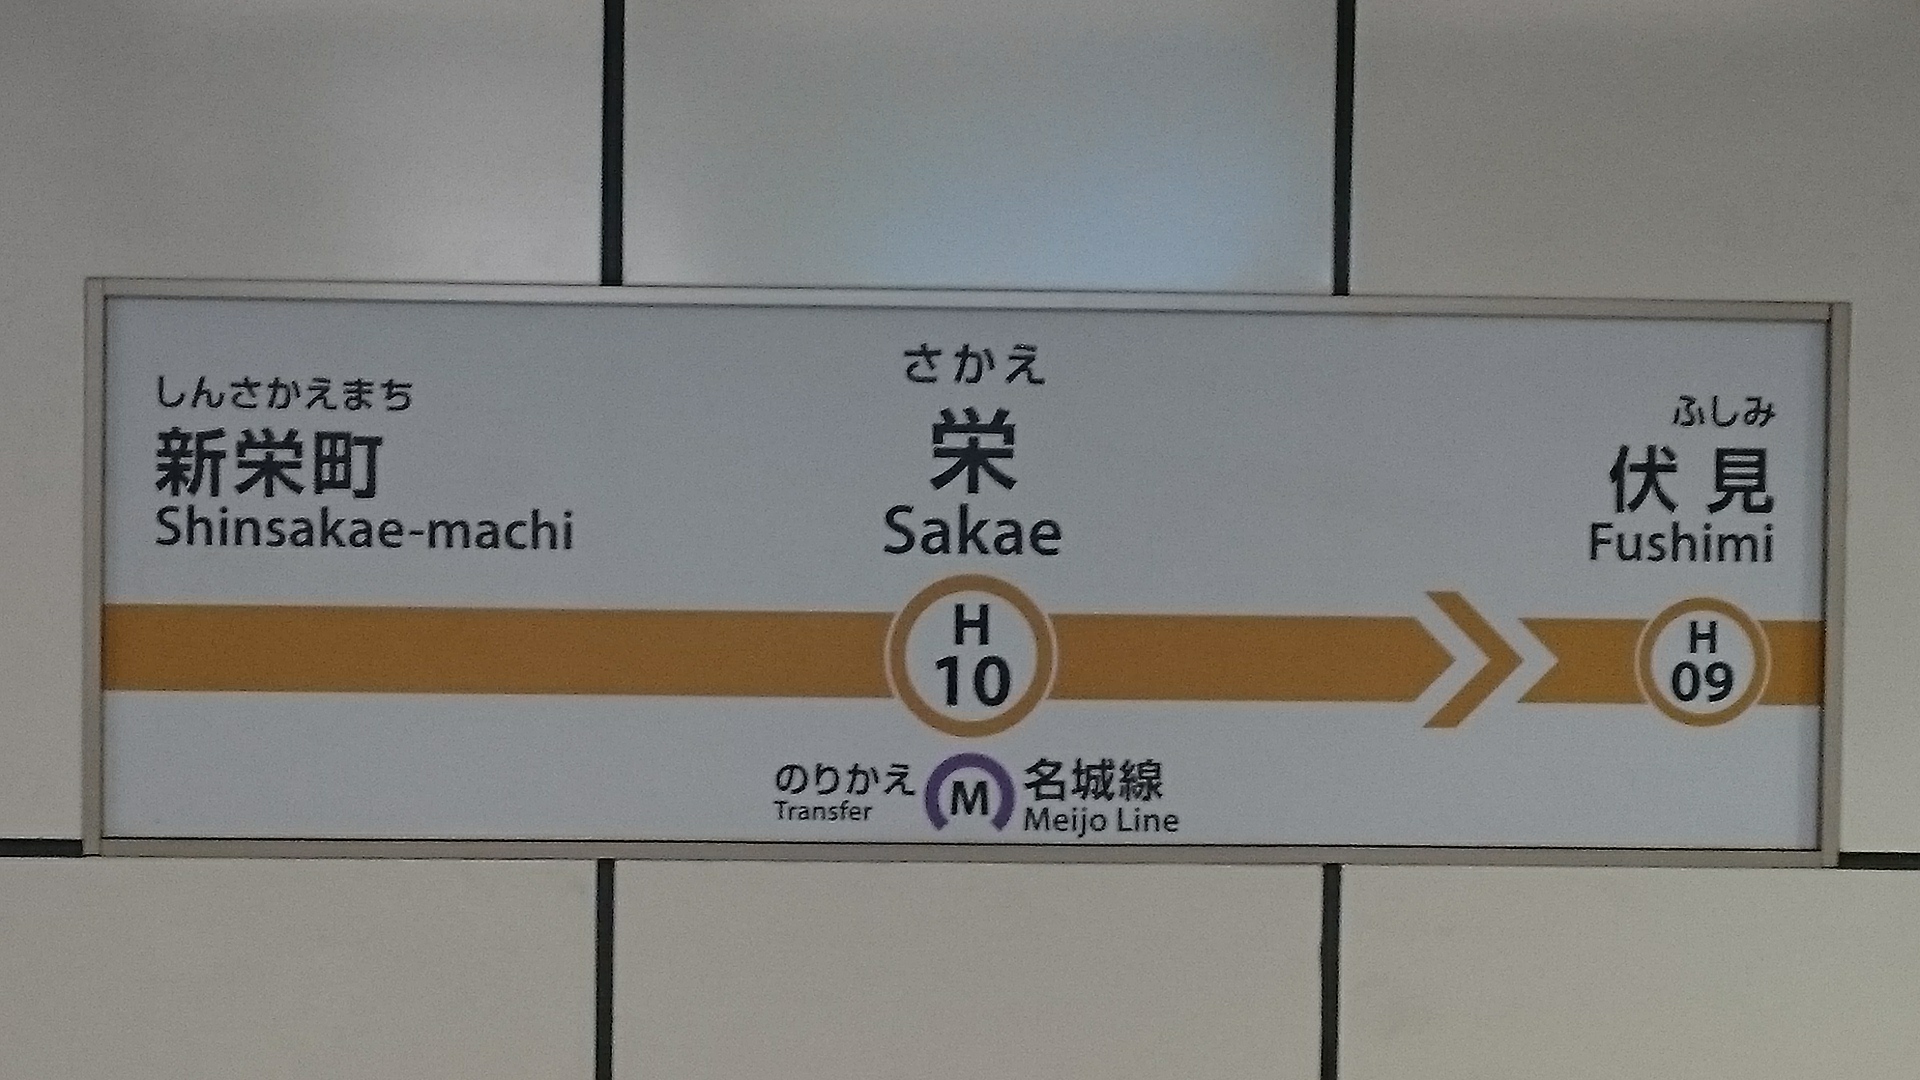 しんさかえまち
新栄町
Shinsakae-machi
さかえ
栄
Sakae
ふしみ
伏見
Fushimi
H
10
H
09
のりかえ
Transfer
M
名城線
Meijo Line